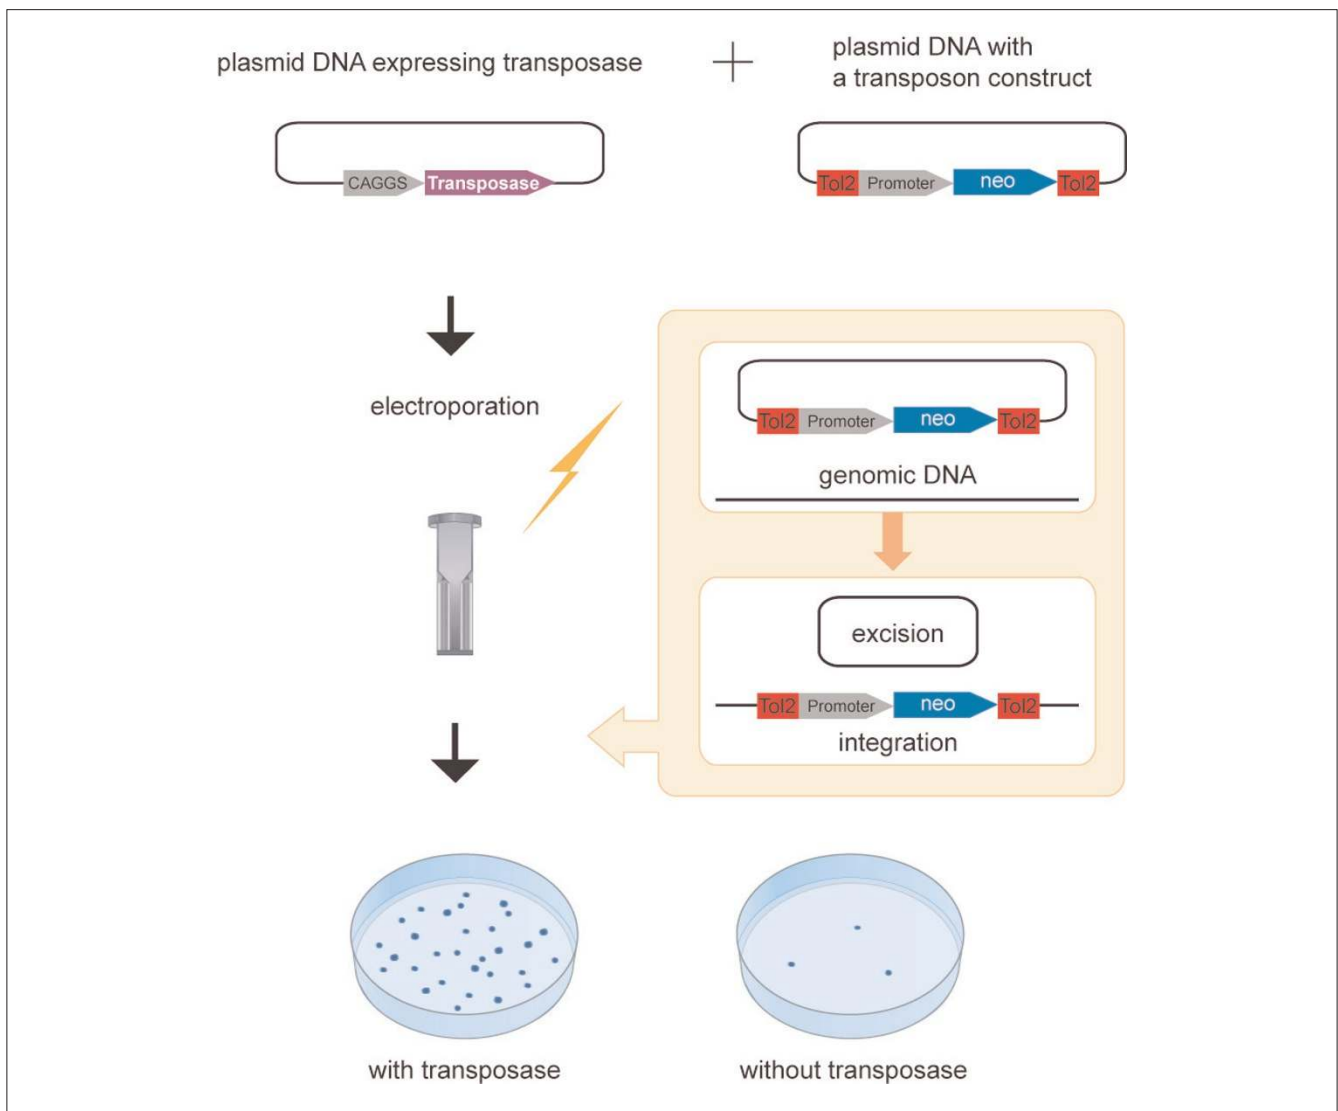 plasmid DNA expressing transposase
plasmid DNA with
a transposon construct
CAGGS Transposase
Tol2 Promoter neo Tol2
electroporation
Tol2 Promoter neo Tol2
genomic DNA
excision
Tol2 Promoter neo Tol2
integration
with transposase
without transposase